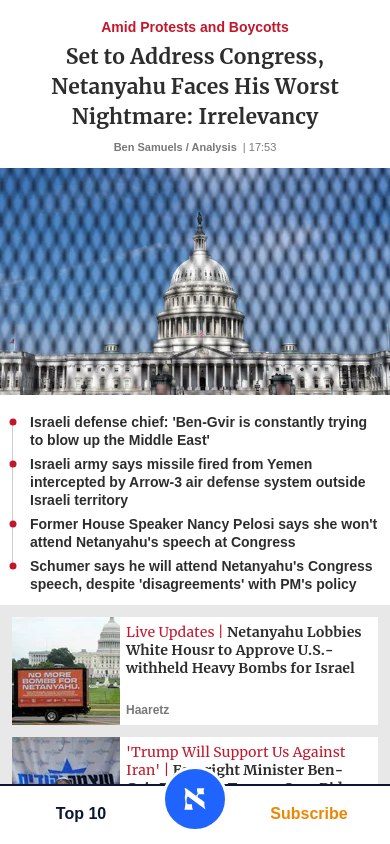 Amid Protests and Boycotts
Set to Address Congress,
Netanyahu Faces His Worst
Nightmare: Irrelevancy
Ben Samuels / Analysis | 17:53
Israeli defense chief: 'Ben-Gvir is constantly trying
to blow up the Middle East'
Israeli army says missile fired from Yemen
intercepted by Arrow-3 air defense system outside
Israeli territory
Former House Speaker Nancy Pelosi says she won't
attend Netanyahu's speech at Congress
Schumer says he will attend Netanyahu's Congress
speech, despite 'disagreements' with PM's policy
NO MORE
BOMBS FOR
NETANYAHU.
Live Updates | Netanyahu Lobbies
White Housr to Approve U.S.-
withheld Heavy Bombs for Israel
Haaretz
'Trump Will Support Us Against
Iran' | Far-right Minister Ben-
Top 10
Subscribe